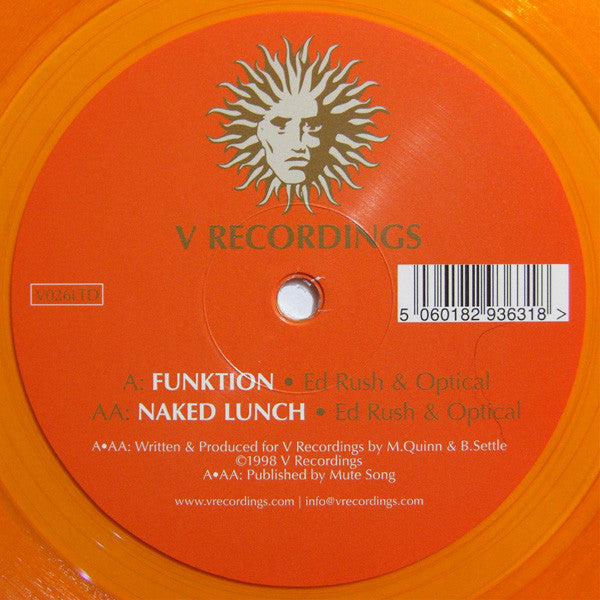 V RECORDINGS
V026LTD
5 060182 936318 >
A: FUNKTION • Ed Rush & Optical
AA: NAKED LUNCH • Ed Rush & Optical
A•AA: Written & Produced for V Recordings by M.Quinn & B.Settle
©1998 V Recordings
A•AA: Published by Mute Song
www.vrecordings.com | info@vrecordings.com